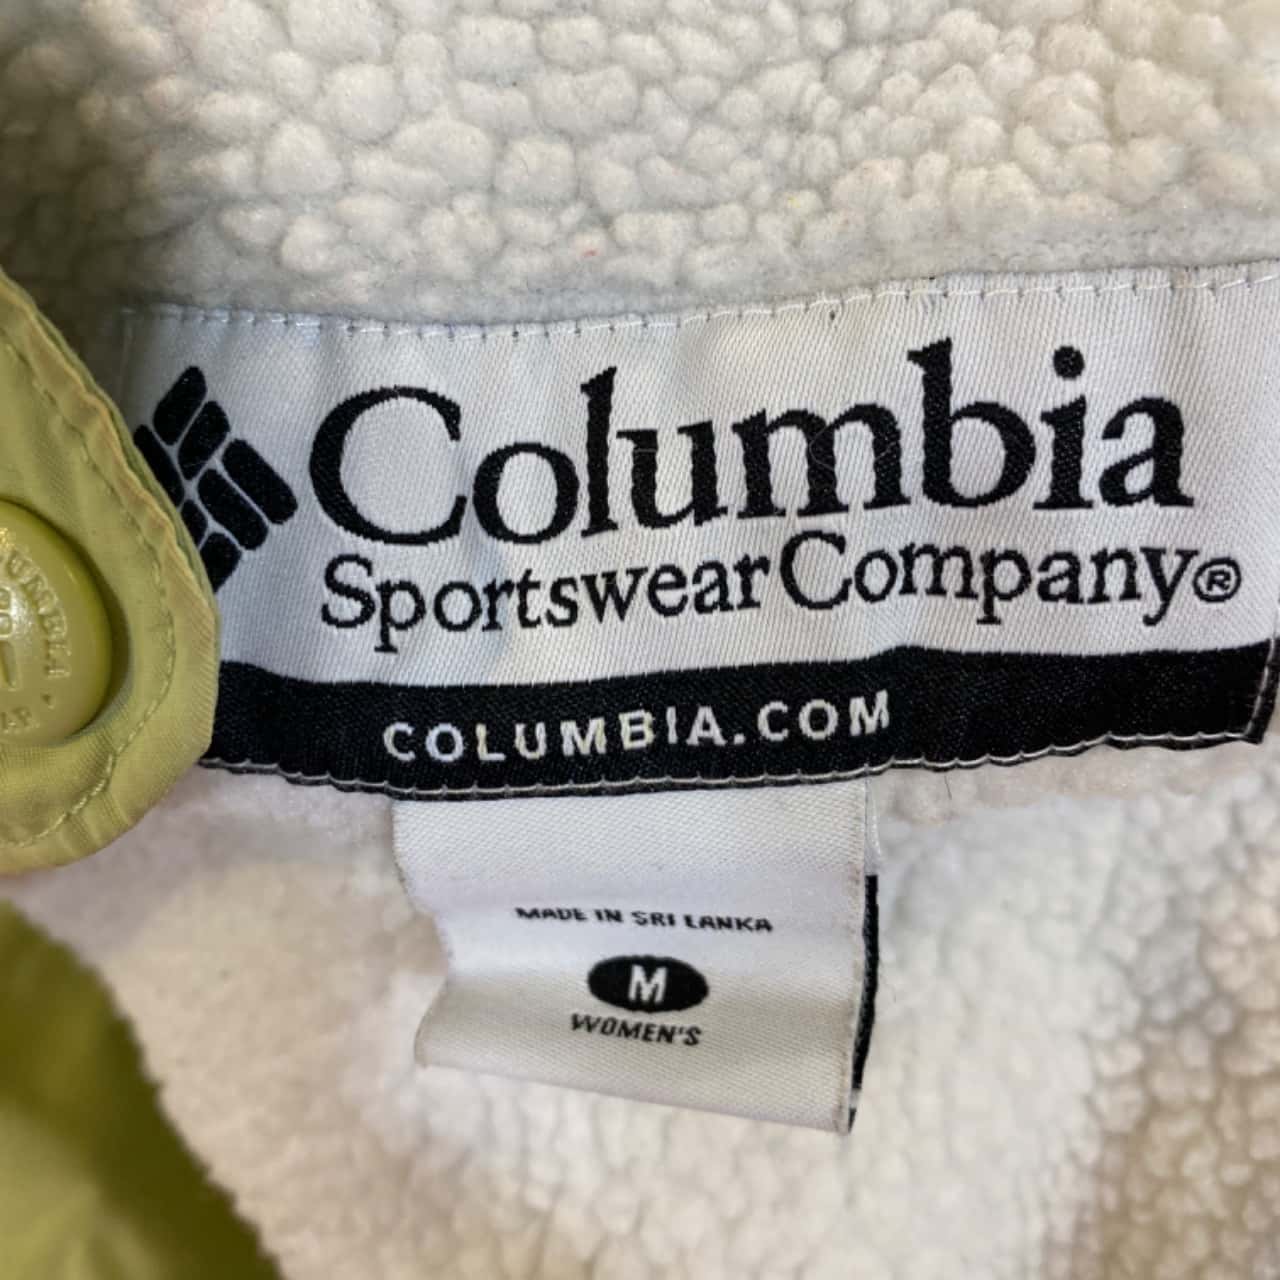 Columbia
Sportswear Company®
COLUMBIA.COM
MADE IN SRI LANKA
M
WOMEN'S